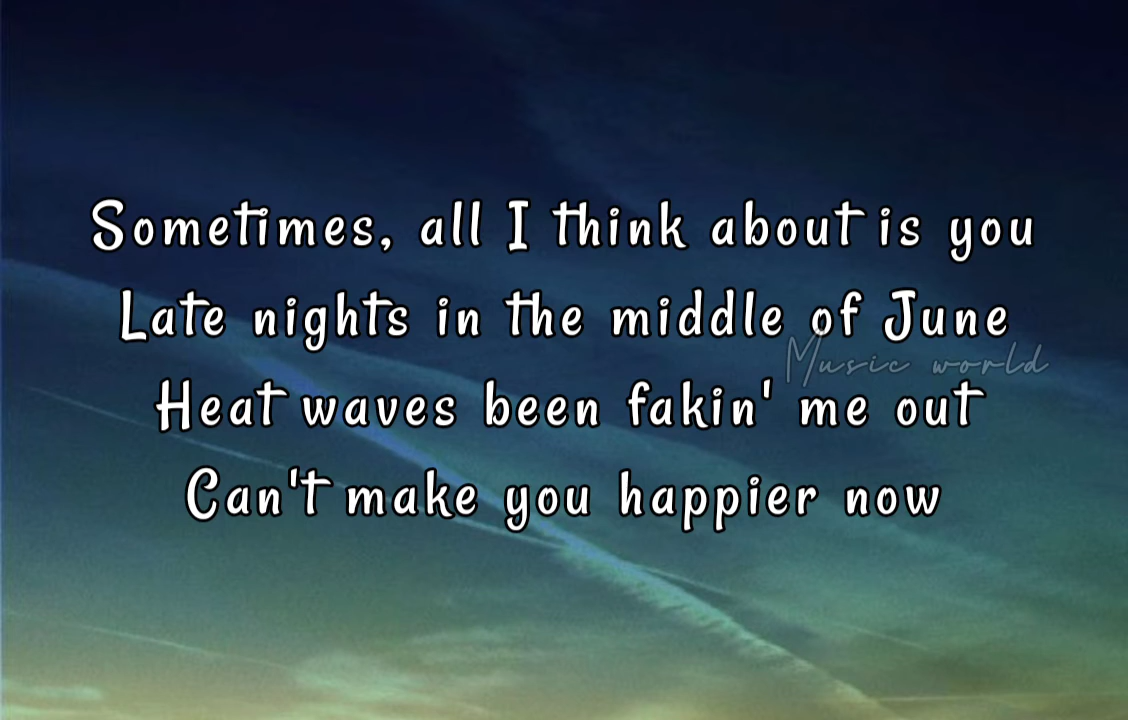 Sometimes, all I think about is you
Late nights in the middle of June
Music world
Heat waves been fakin' me out
Can't make you happier now